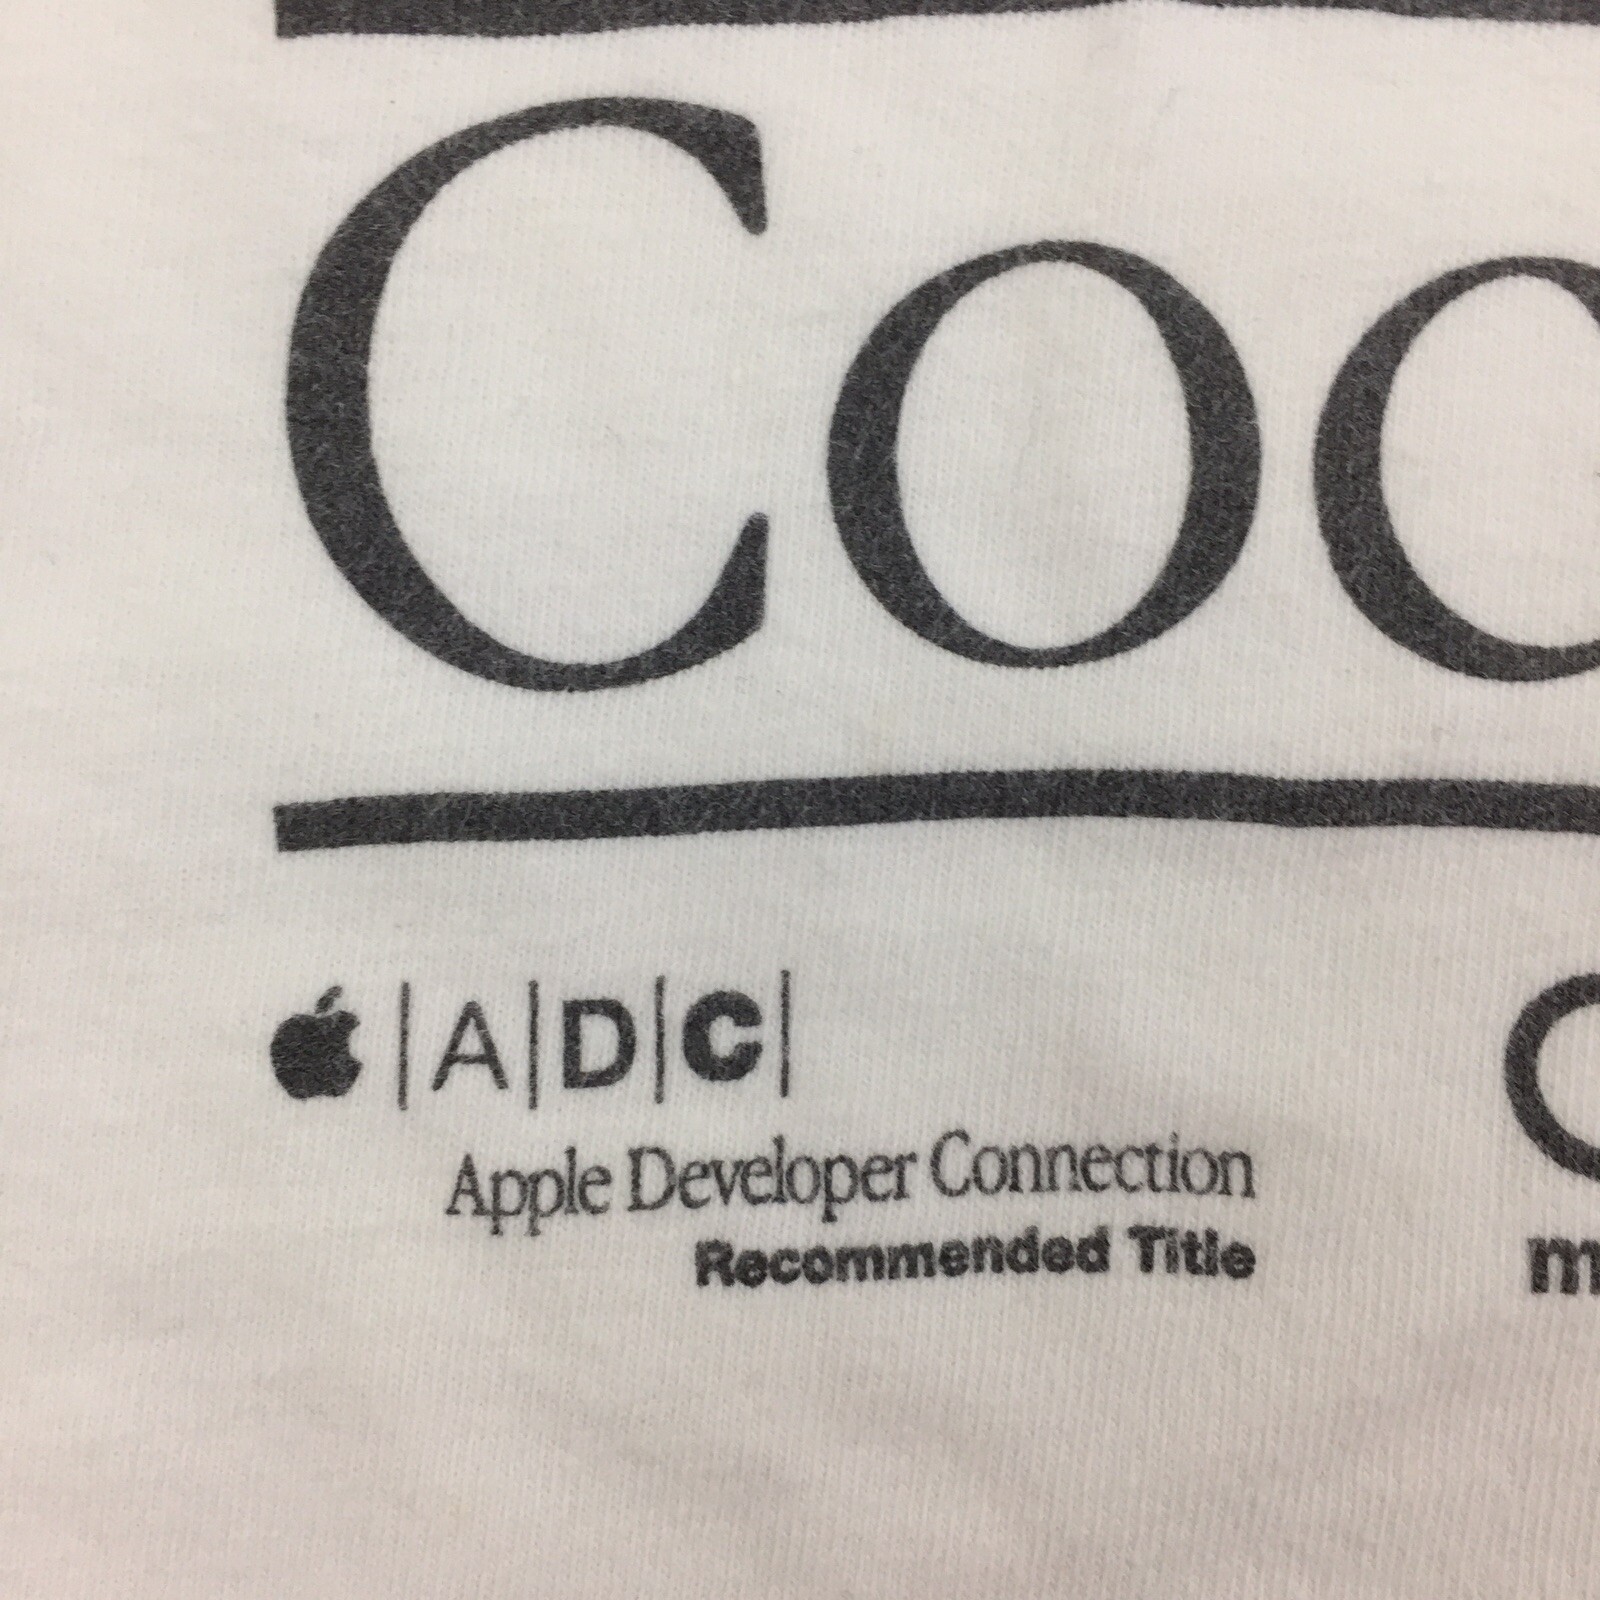 Coc
|A|D|C|
Apple Developer Connection
Recommended Title
m